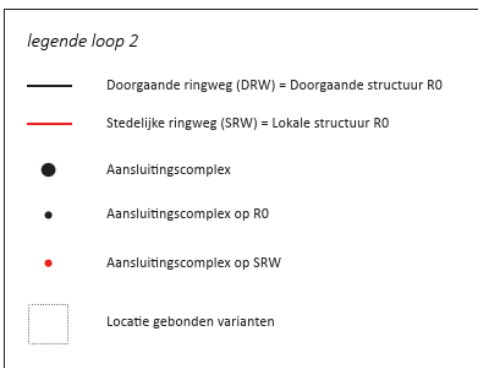 legende loop 2
Doorgaande ringweg (DRW) = Doorgaande structuur R0
Stedelijke ringweg (SRW) = Lokale structuur R0
Aansluitingscomplex
Aansluitingscomplex op R0
Aansluitingscomplex op SRW
Locatie gebonden varianten